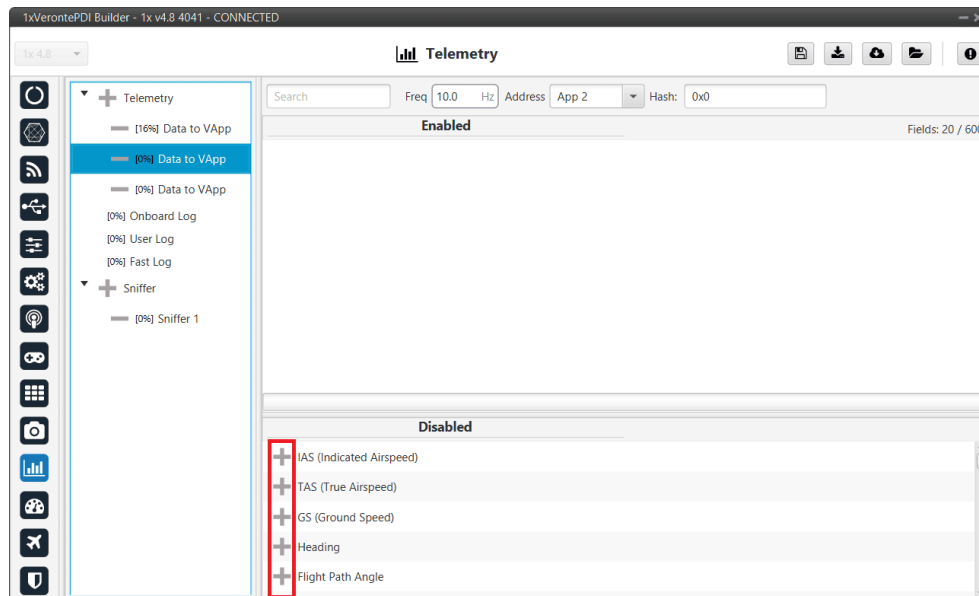 1xVerontePDI Builder - 1x v4.8 4041 - CONNECTED
1x 4.8
Telemetry
Telemetry
[16%] Data to VApp
[0%] Data to VApp
[0%] Data to VApp
[0%] Onboard Log
[0%] User Log
[0%] Fast Log
Sniffer
[0%] Sniffer 1
Search Freq 10.0 Hz Address App 2 Hash: 0x0
Enabled
Fields: 20 / 600
Disabled
IAS (Indicated Airspeed)
TAS (True Airspeed)
GS (Ground Speed)
Heading
Flight Path Angle